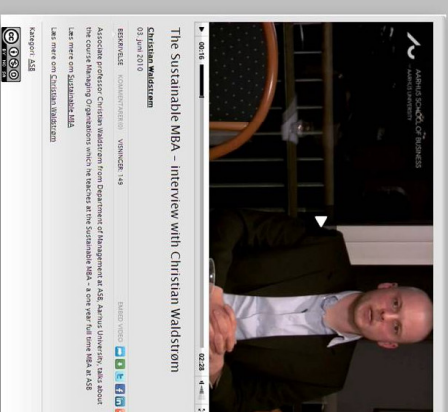 AARHUS SCHOOL OF BUSINESS
AARHUS UNIVERSITY
00:16
02:28
The Sustainable MBA – interview with Christian Waldstrøm
Christian Waldstrøm
03. juni 2010
BESKRIVELSE KOMMENTARER (0) VISNINGER: 149 EMBED VIDEO
Associate professor Christian Waldstrøm from Department of Management at ASB, Aarhus University, talks about
the course Managing Organizations which he teaches at the Sustainable MBA – a one year full time MBA at ASB
Læs mere om Sustainable MBA
Læs mere om Christian Waldstrøm
Kategori: ASB
cc